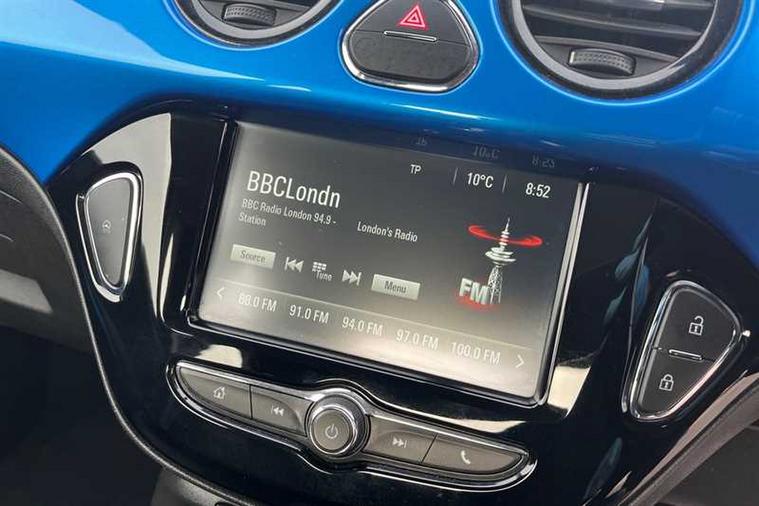 TP 10°C 8:52
BBCLondn
BBC Radio London 94.9 - London's Radio
Station
Source Tune Menu
FM
88.0 FM 91.0 FM 94.0 FM 97.0 FM 100.0 FM